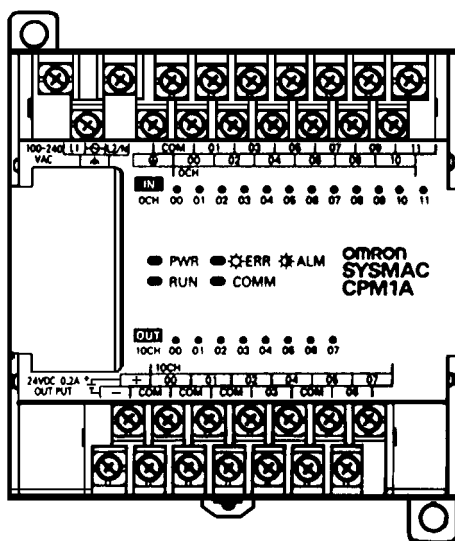 100-240 L1 L2/N COM 01 03 05 07 09 11
VAC 00 02 04 06 08 10
IN 0CH
0CH 00 01 02 03 04 05 06 07 08 09 10 11
PWR ERR ALM
RUN COMM
omron
SYSMAC
CPM1A
OUT
10CH 00 01 02 03 04 05 06 07
10CH
24VDC 0.2A + 00 01 02 04 05 07
OUT PUT - COM COM COM 03 COM 06